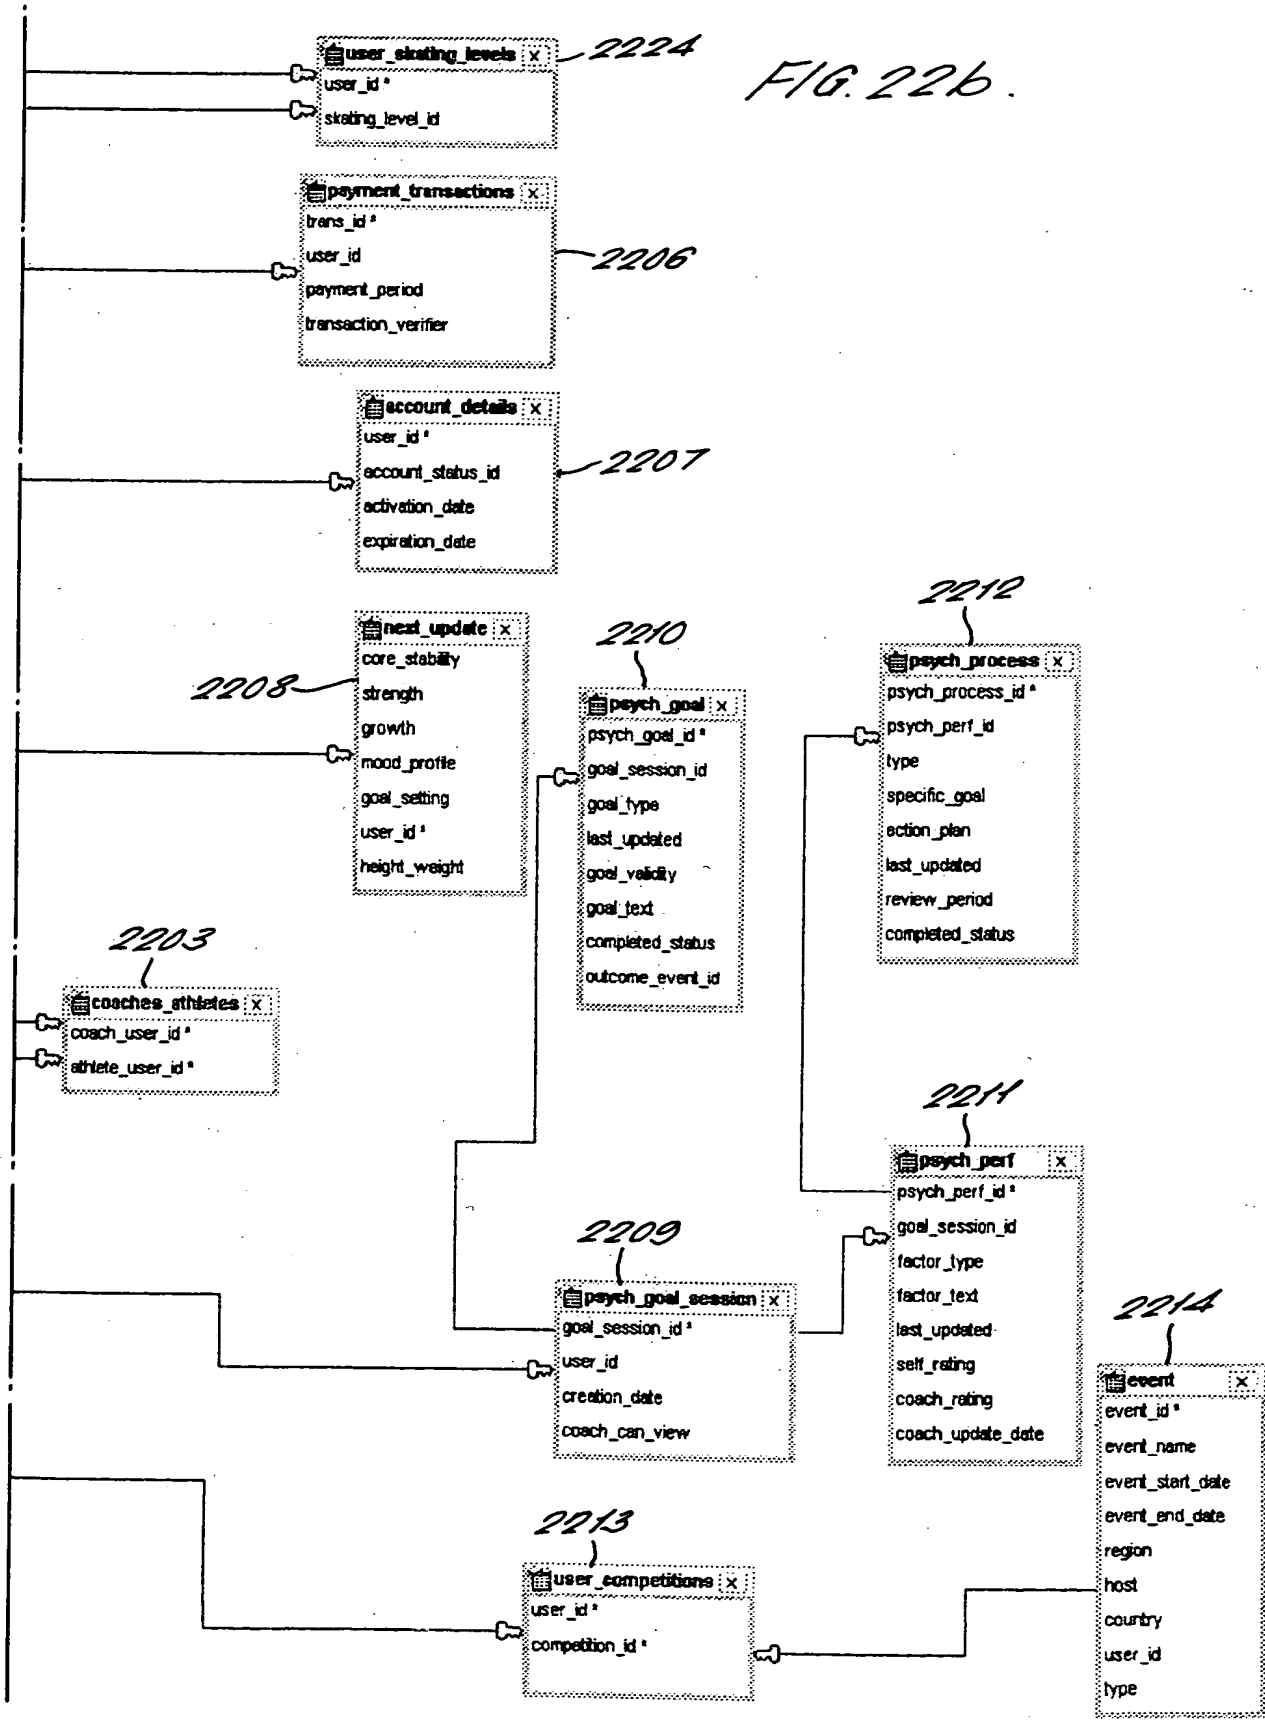 FIG. 22b.
user_skating_levels x
2224
user_id *
skating_level_id
payment_transactions x
trans_id *
user_id
payment_period
transaction_verifier
2206
account_details x
user_id *
account_status_id
activation_date
expiration_date
2207
next_update x
core_stability
strength
growth
mood_profile
goal_setting
user_id *
height_weight
2208
2210
psych_goal x
psych_goal_id *
goal_session_id
goal_type
last_updated
goal_validity
goal_text
completed_status
outcome_event_id
2212
psych_process x
psych_process_id *
psych_perf_id
type
specific_goal
action_plan
last_updated
review_period
completed_status
2203
coaches_athletes x
coach_user_id *
athlete_user_id *
2211
psych_perf x
psych_perf_id *
goal_session_id
factor_type
factor_text
last_updated
self_rating
coach_rating
coach_update_date
2209
psych_goal_session x
goal_session_id *
user_id
creation_date
coach_can_view
2214
event x
event_id *
event_name
event_start_date
event_end_date
region
host
country
user_id
type
2213
user_competitions x
user_id *
competition_id *